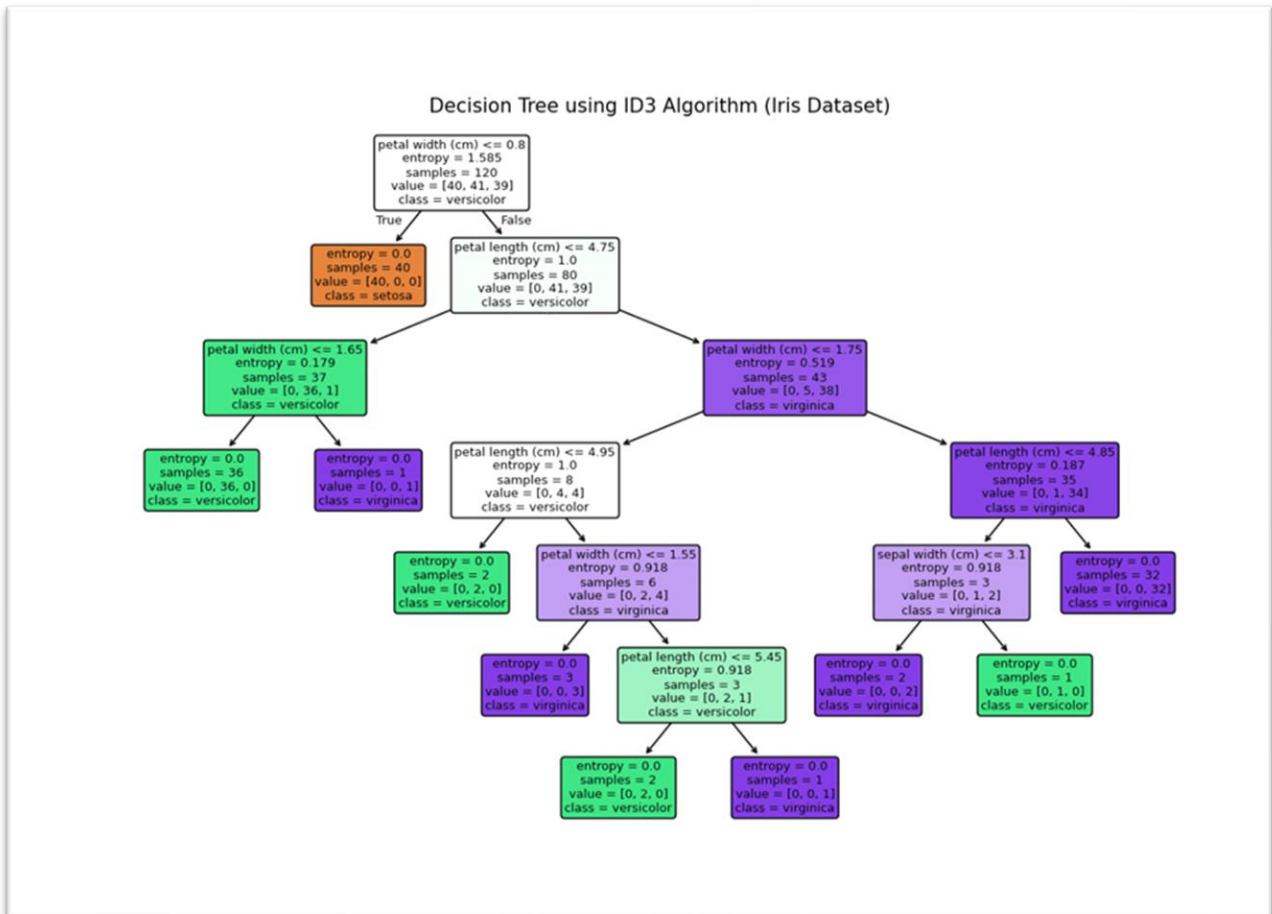 Decision Tree using ID3 Algorithm (Iris Dataset)
petal width (cm) <= 0.8
entropy = 1.585
samples = 120
value = [40, 41, 39]
class = versicolor
True
False
entropy = 0.0
samples = 40
value = [40, 0, 0]
class = setosa
petal length (cm) <= 4.75
entropy = 1.0
samples = 80
value = [0, 41, 39]
class = versicolor
petal width (cm) <= 1.65
entropy = 0.179
samples = 37
value = [0, 36, 1]
class = versicolor
petal width (cm) <= 1.75
entropy = 0.519
samples = 43
value = [0, 5, 38]
class = virginica
entropy = 0.0
samples = 36
value = [0, 36, 0]
class = versicolor
entropy = 0.0
samples = 1
value = [0, 0, 1]
class = virginica
petal length (cm) <= 4.95
entropy = 1.0
samples = 8
value = [0, 4, 4]
class = versicolor
petal length (cm) <= 4.85
entropy = 0.187
samples = 35
value = [0, 1, 34]
class = virginica
entropy = 0.0
samples = 2
value = [0, 2, 0]
class = versicolor
petal width (cm) <= 1.55
entropy = 0.918
samples = 6
value = [0, 2, 4]
class = virginica
sepal width (cm) <= 3.1
entropy = 0.918
samples = 3
value = [0, 1, 2]
class = virginica
entropy = 0.0
samples = 32
value = [0, 0, 32]
class = virginica
entropy = 0.0
samples = 3
value = [0, 0, 3]
class = virginica
petal length (cm) <= 5.45
entropy = 0.918
samples = 3
value = [0, 2, 1]
class = versicolor
entropy = 0.0
samples = 2
value = [0, 0, 2]
class = virginica
entropy = 0.0
samples = 1
value = [0, 1, 0]
class = versicolor
entropy = 0.0
samples = 2
value = [0, 2, 0]
class = versicolor
entropy = 0.0
samples = 1
value = [0, 0, 1]
class = virginica